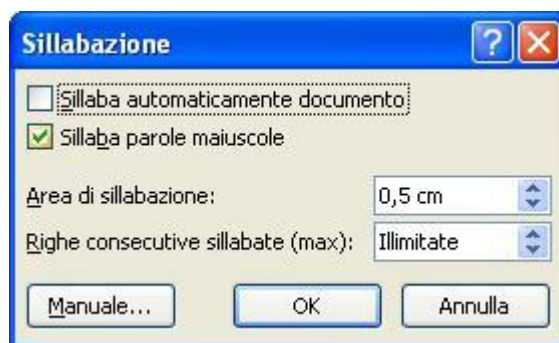 Sillabazione
Sillaba automaticamente documento
Sillaba parole maiuscole
Area di sillabazione: 0,5 cm
Righe consecutive sillabate (max): Illimitate
Manuale... OK Annulla